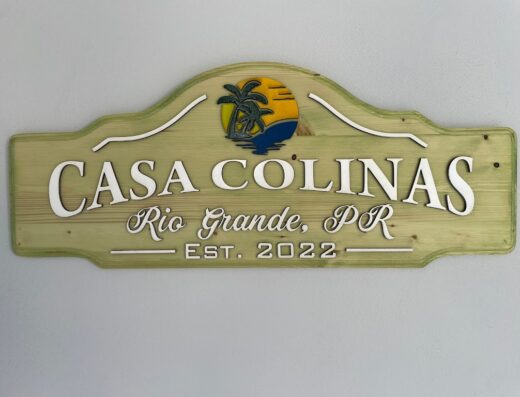 CASA COLINAS
Rio Grande, PR
EST. 2022